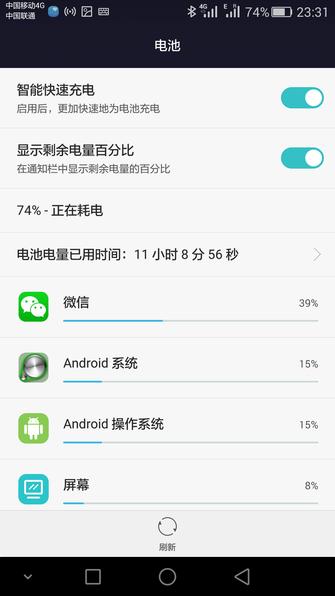 中国移动4G
中国联通
4G
E
H
74%
23:31
电池
智能快速充电
启用后，更加快速地为电池充电
显示剩余电量百分比
在通知栏中显示剩余电量的百分比
74% - 正在耗电
电池电量已用时间：11 小时 8 分 56 秒
微信
39%
Android 系统
15%
Android 操作系统
15%
屏幕
8%
刷新